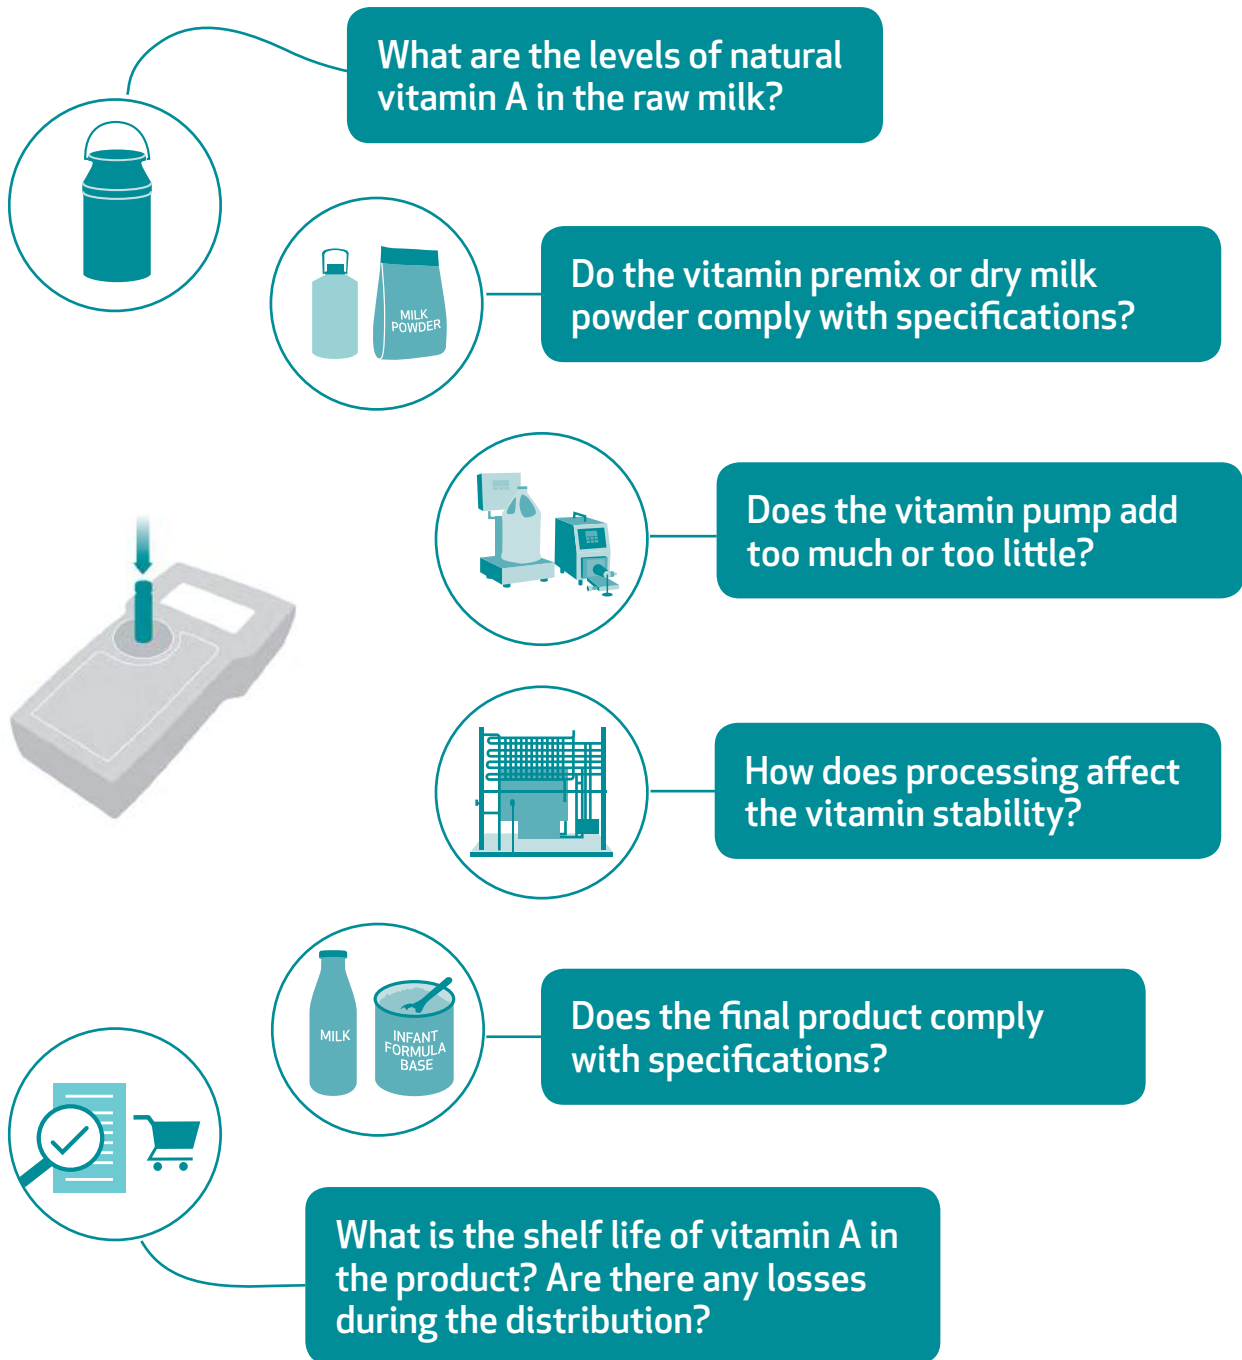 What are the levels of natural
vitamin A in the raw milk?
MILK
POWDER
Do the vitamin premix or dry milk
powder comply with specifications?
Does the vitamin pump add
too much or too little?
How does processing affect
the vitamin stability?
MILK
INFANT
FORMULA
BASE
Does the final product comply
with specifications?
What is the shelf life of vitamin A in
the product? Are there any losses
during the distribution?